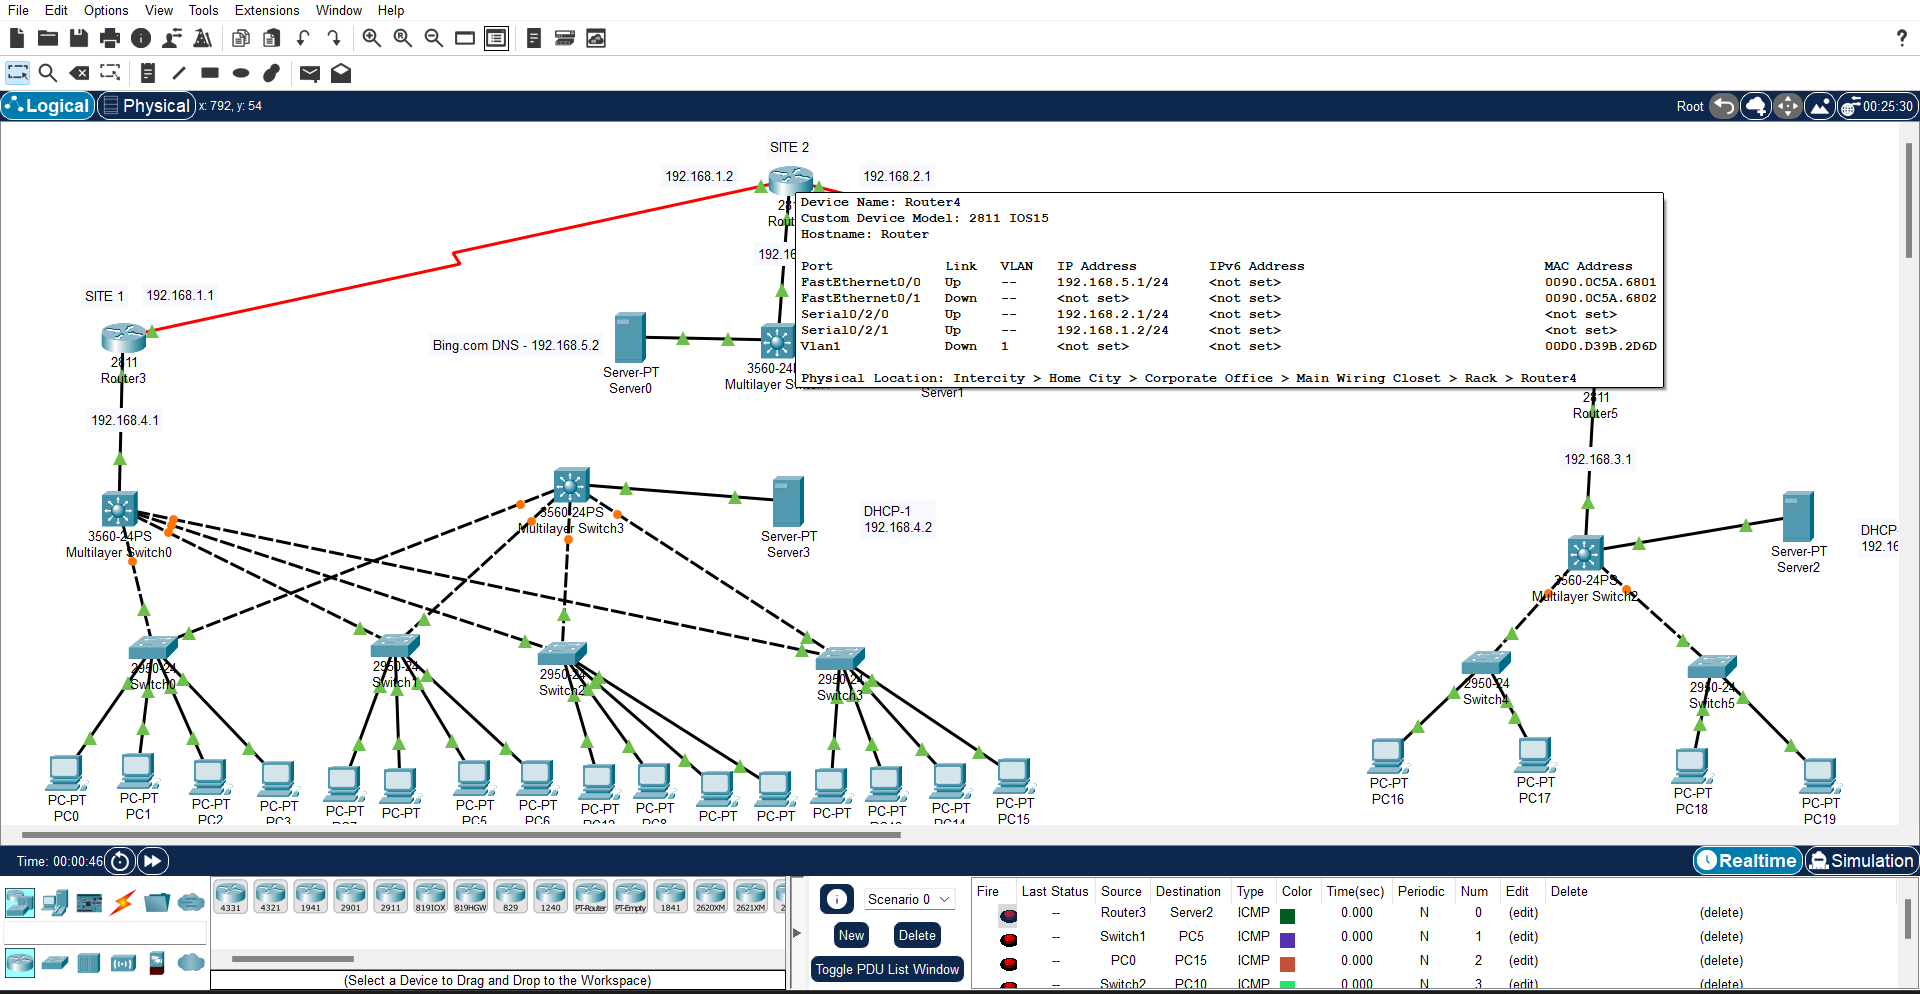 File Edit Options View Tools Extensions Window Help
?
Logical Physical x: 792, y: 54
Root 00:25:30
SITE 2
192.168.1.2
192.168.2.1
Device Name: Router4
Custom Device Model: 2811 IOS15
Hostname: Router
Port Link VLAN IP Address IPv6 Address MAC Address
FastEthernet0/0 Up -- 192.168.5.1/24 <not set> 0090.0C5A.6801
FastEthernet0/1 Down -- <not set> <not set> 0090.0C5A.6802
Serial0/2/0 Up -- 192.168.2.1/24 <not set> <not set>
Serial0/2/1 Up -- 192.168.1.2/24 <not set> <not set>
Vlan1 Down 1 <not set> <not set> 00D0.D39B.2D6D
Physical Location: Intercity > Home City > Corporate Office > Main Wiring Closet > Rack > Router4
192.16
SITE 1 192.168.1.1
2811
Router3
Bing.com DNS - 192.168.5.2
Server-PT
Server0
3560-24
Multilayer
Server1
2811
Router5
192.168.4.1
192.168.3.1
3560-24PS
Multilayer Switch0
3560-24PS
Multilayer Switch3
Server-PT
Server3
DHCP-1
192.168.4.2
3560-24PS
Multilayer Switch2
Server-PT
Server2
DHCP-
192.16
2950-24
Switch0
2950-24
Switch1
2950-24
Switch2
2950-24
Switch3
2950-24
Switch4
2950-24
Switch5
PC-PT
PC0
PC-PT
PC1
PC-PT
PC2
PC-PT
PC3
PC-PT
PC-PT
PC-PT
PC5
PC-PT
PC6
PC-PT
PC-PT
PC8
PC-PT
PC-PT
PC-PT
PC-PT
PC-PT
PC14
PC-PT
PC15
PC-PT
PC16
PC-PT
PC17
PC-PT
PC18
PC-PT
PC19
Time: 00:00:46
Realtime Simulation
4331 4321 1941 2901 2911 819IOX 819HGW 829 1240 PT-Router PT-Empty 1841 2620XM 2621XM 2
(Select a Device to Drag and Drop to the Workspace)
Scenario 0
New Delete
Toggle PDU List Window
Fire Last Status Source Destination Type Color Time(sec) Periodic Num Edit Delete
-- Router3 Server2 ICMP 0.000 N 0 (edit) (delete)
-- Switch1 PC5 ICMP 0.000 N 1 (edit) (delete)
-- PC0 PC15 ICMP 0.000 N 2 (edit) (delete)
-- Switch2 PC10 ICMP 0.000 N 3 (edit) (delete)